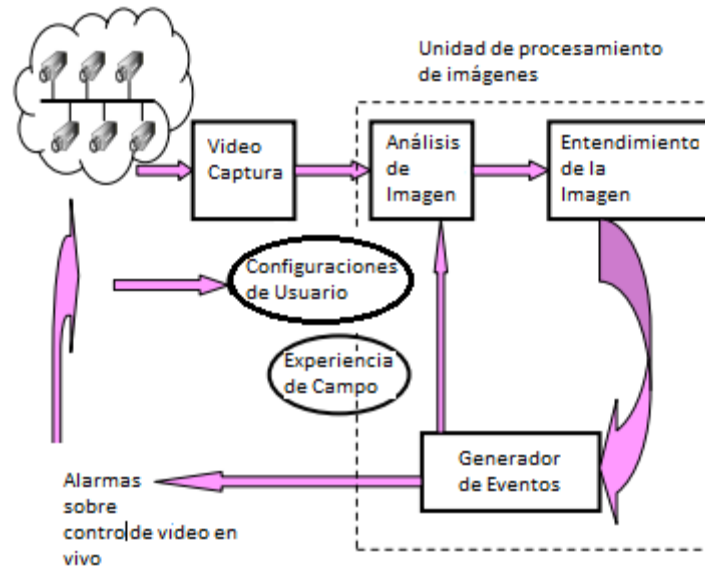 Unidad de procesamiento
de imágenes
Video
Captura
Análisis
de
Imagen
Entendimiento
de la
Imagen
Configuraciones
de Usuario
Experiencia
de Campo
Generador
de Eventos
Alarmas
sobre
control de video en
vivo